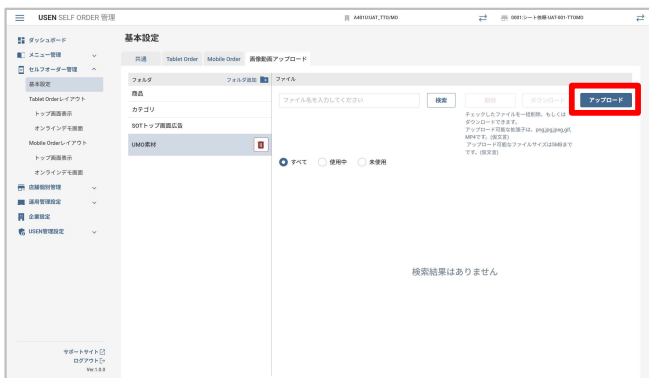 USEN SELF ORDER 管理
A401U:UAT_TTO/MO
0001:シート依頼-UAT-001-TTOMO
ダッシュボード
メニュー管理
セルフオーダー管理
基本設定
Tablet Orderレイアウト
トップ画面表示
オンラインデモ画面
Mobile Orderレイアウト
トップ画面表示
オンラインデモ画面
店舗個別管理
運用管理設定
企業設定
USEN管理設定
サポートサイト
ログアウト
Ver.1.0.0
基本設定
共通 Tablet Order Mobile Order 画像動画アップロード
フォルダ フォルダ追加
商品
カテゴリ
SOTトップ画面広告
UMO素材
ファイル
ファイル名を入力してください
検索
削除
ダウンロード
アップロード
チェックしたファイルを一括削除、もしくは
ダウンロードできます。
アップロード可能な拡張子は、png,jpg,jpeg,gif,
MP4です。(仮文言)
アップロード可能なファイルサイズは5MBまで
です。(仮文言)
すべて 使用中 未使用
検索結果はありません